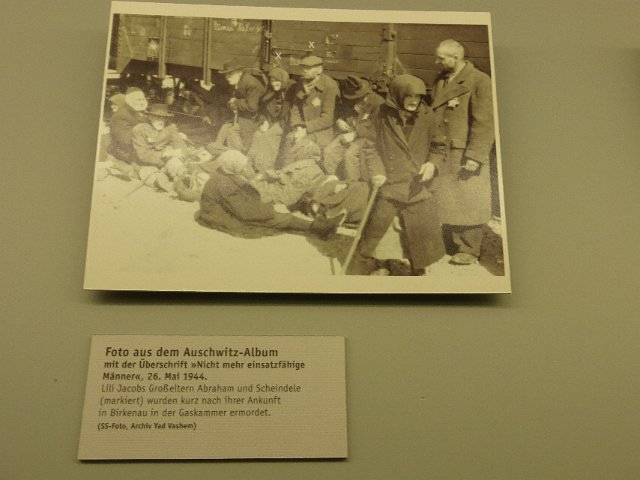 X X
Foto aus dem Auschwitz-Album
mit der Überschrift »Nicht mehr einsatzfähige
Männer«, 26. Mai 1944.
Lili Jacobs Großeltern Abraham und Scheindele
(markiert) wurden kurz nach ihrer Ankunft
in Birkenau in der Gaskammer ermordet.
(SS-Foto, Archiv Yad Vashem)